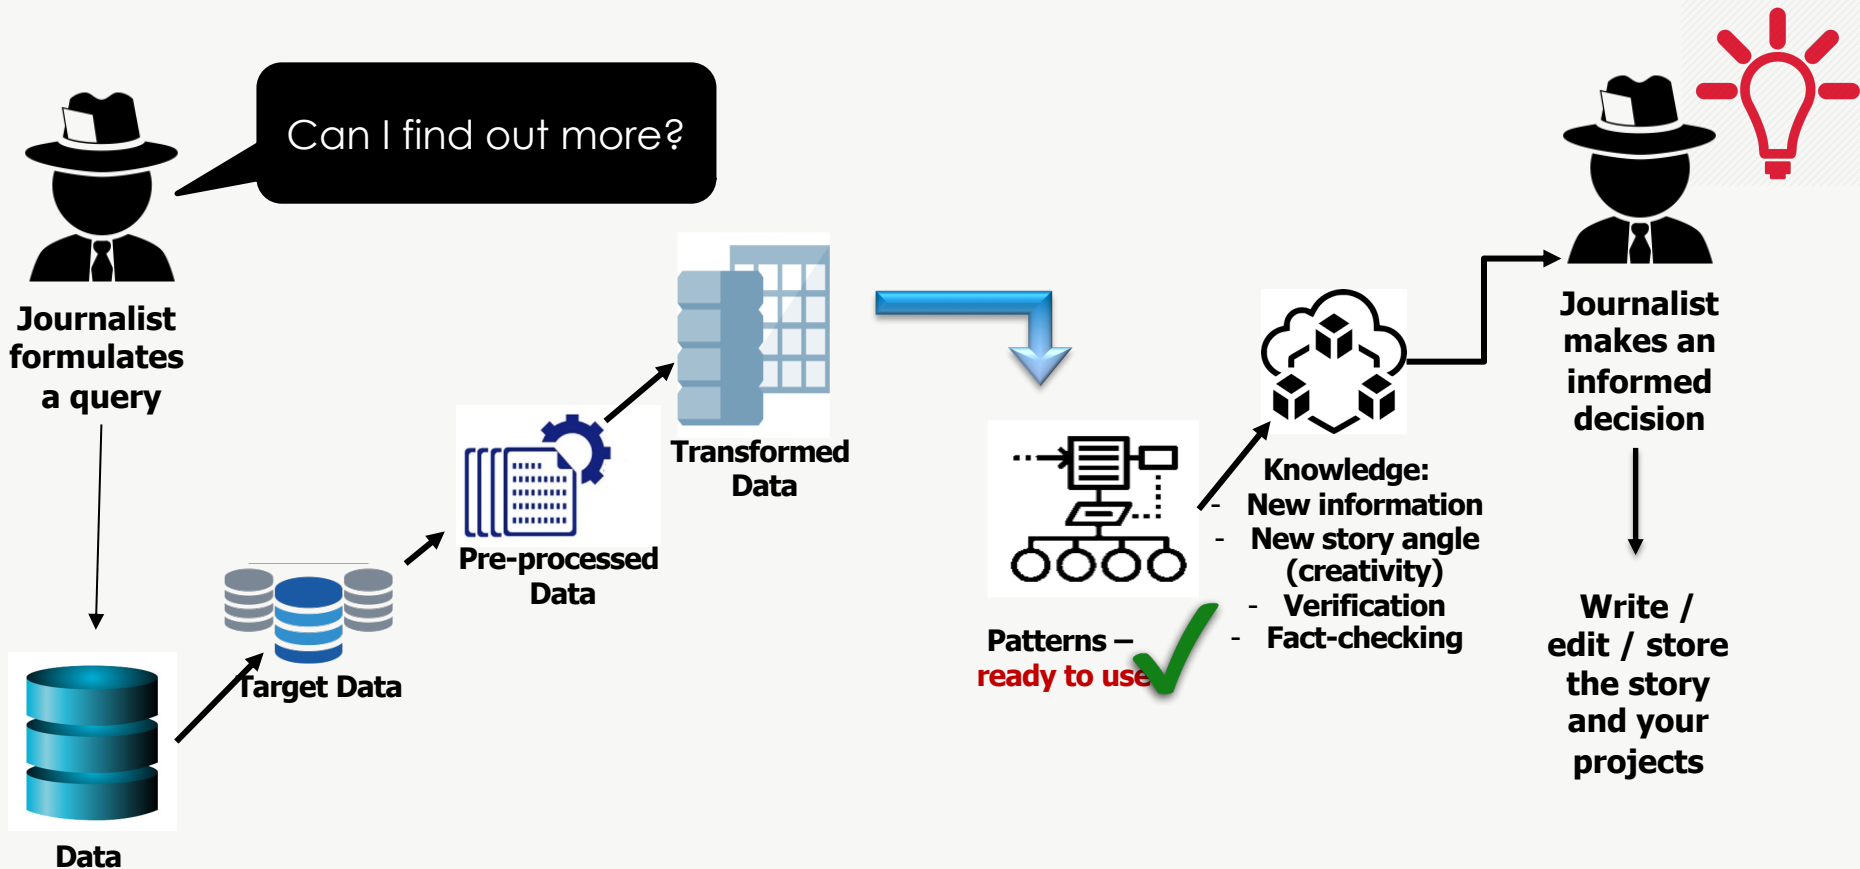 Can I find out more?
Journalist
formulates
a query
Data
Target Data
Pre-processed
Data
Transformed
Data
Patterns –
ready to use
Knowledge:
- New information
- New story angle
(creativity)
- Verification
- Fact-checking
Journalist
makes an
informed
decision
Write /
edit / store
the story
and your
projects